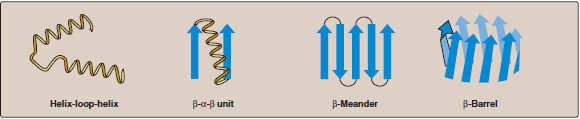 Helix-loop-helix
β-α-β unit
β-Meander
β-Barrel